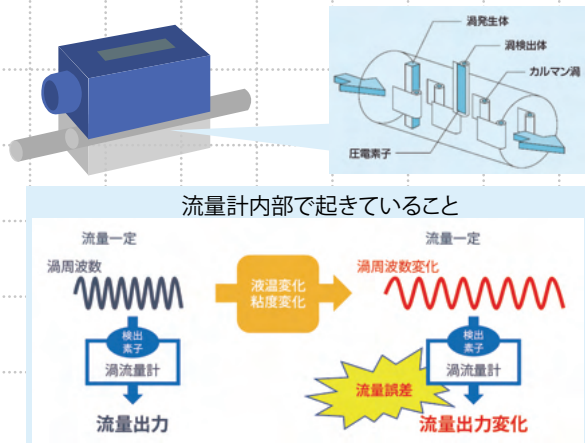 渦発生体
渦検出体
カルマン渦
圧電素子
流量計内部で起きていること
流量一定
渦周波数
検出
素子
渦流量計
流量出力
液温変化
粘度変化
流量一定
渦周波数変化
検出
素子
渦流量計
流量誤差
流量出力変化